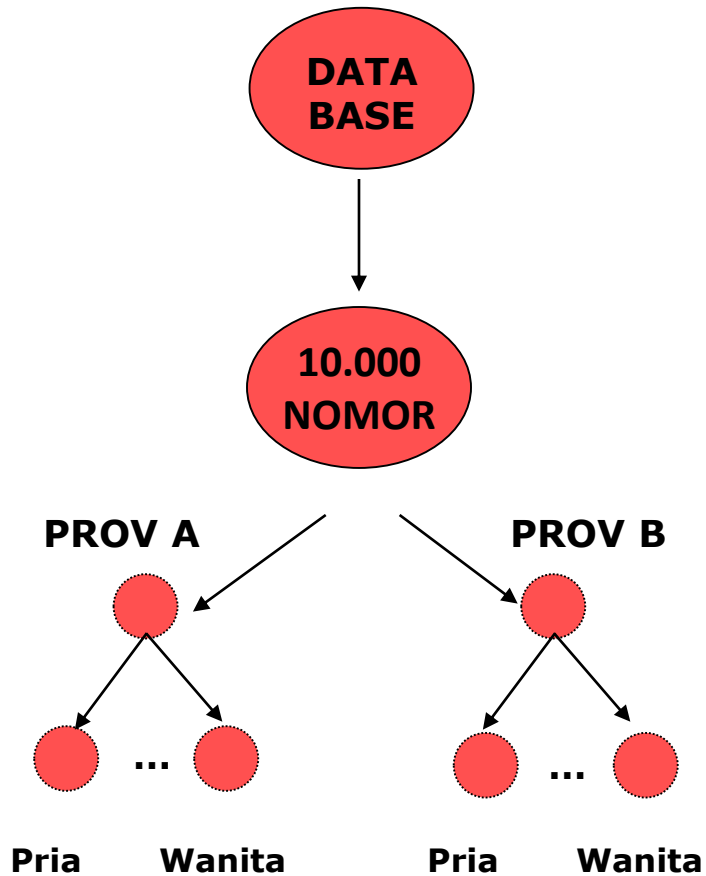 DATA
BASE
10.000
NOMOR
PROV A
PROV B
...
...
Pria
Wanita
Pria
Wanita